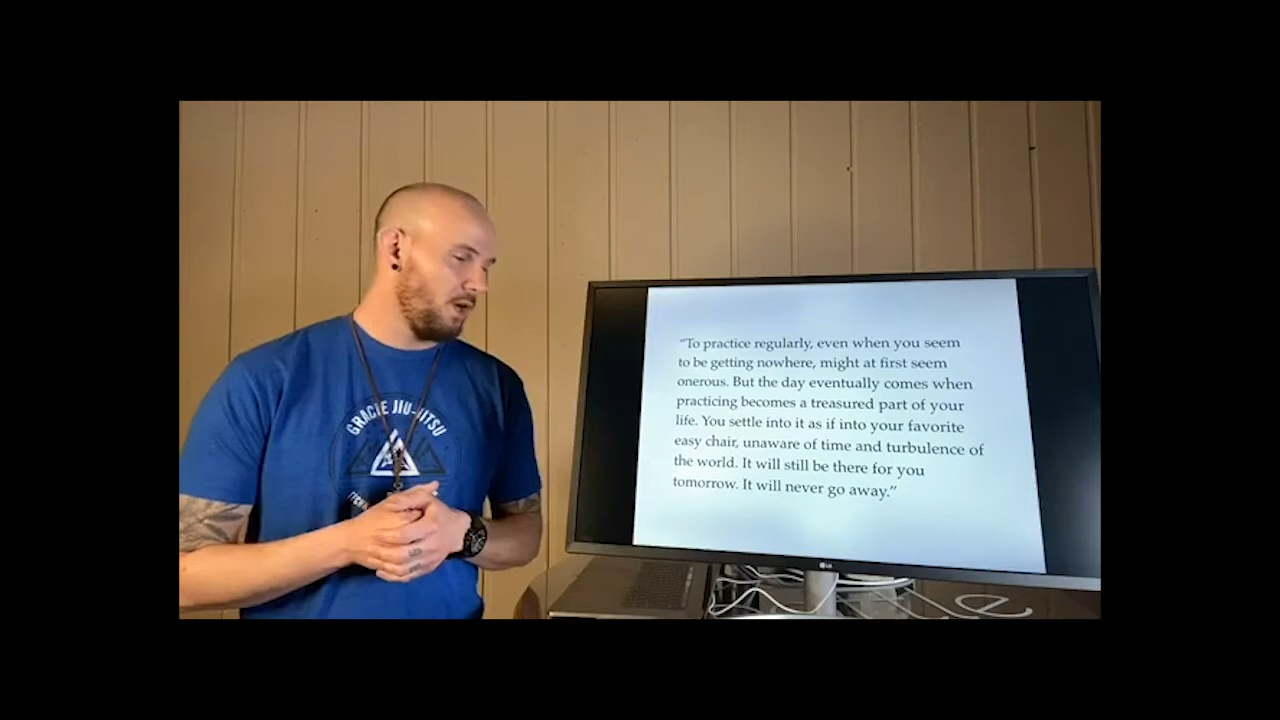 GRACIE JIU-JITSU
"To practice regularly, even when you seem
to be getting nowhere, might at first seem
onerous. But the day eventually comes when
practicing becomes a treasured part of your
life. You settle into it as if into your favorite
easy chair, unaware of time and turbulence of
the world. It will still be there for you
tomorrow. It will never go away."
LG